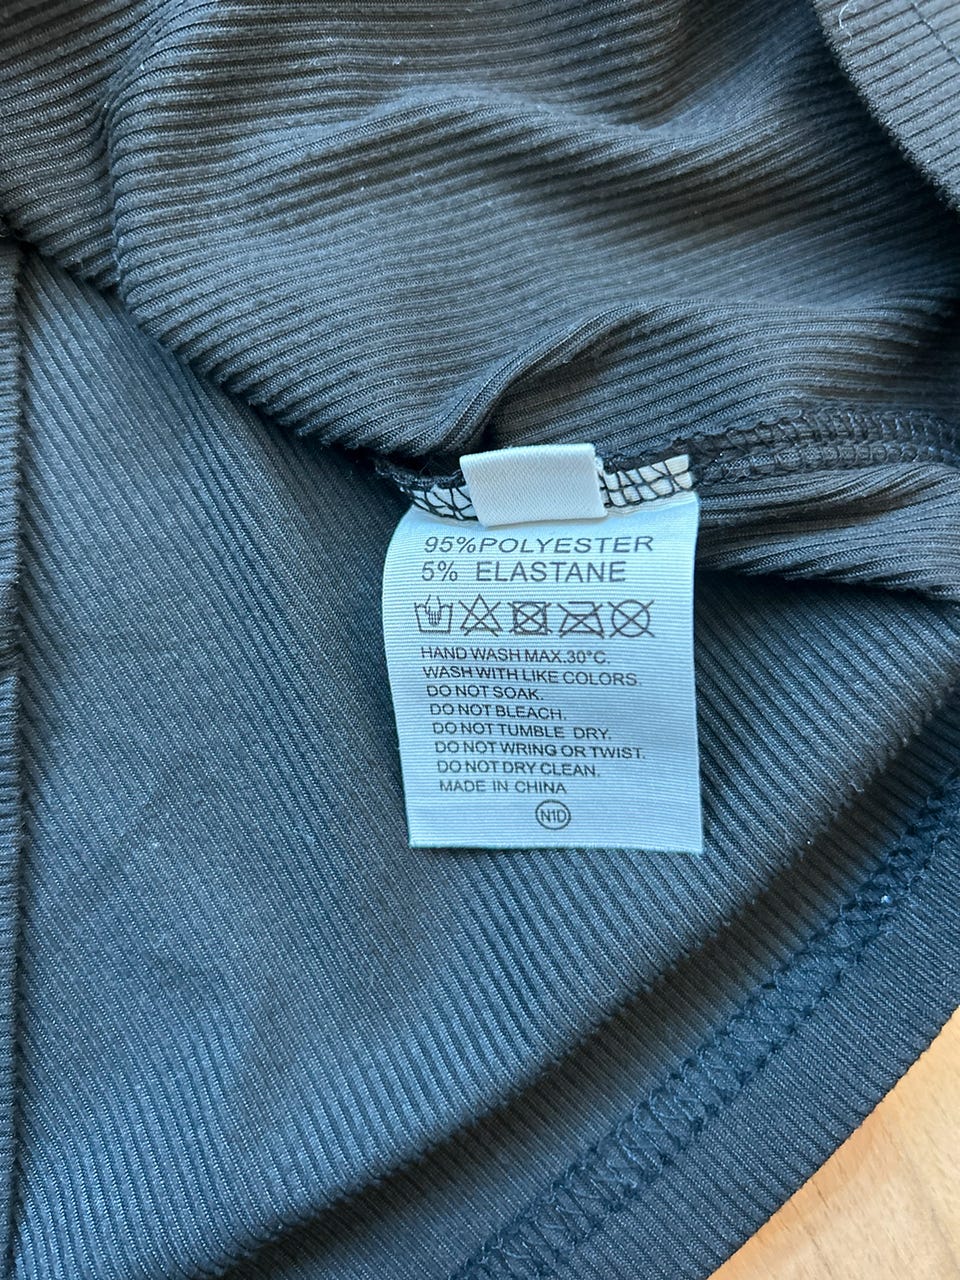 95%POLYESTER
5% ELASTANE
HAND WASH MAX.30°C.
WASH WITH LIKE COLORS.
DO NOT SOAK.
DO NOT BLEACH.
DO NOT TUMBLE DRY.
DO NOT WRING OR TWIST.
DO NOT DRY CLEAN.
MADE IN CHINA
N1D